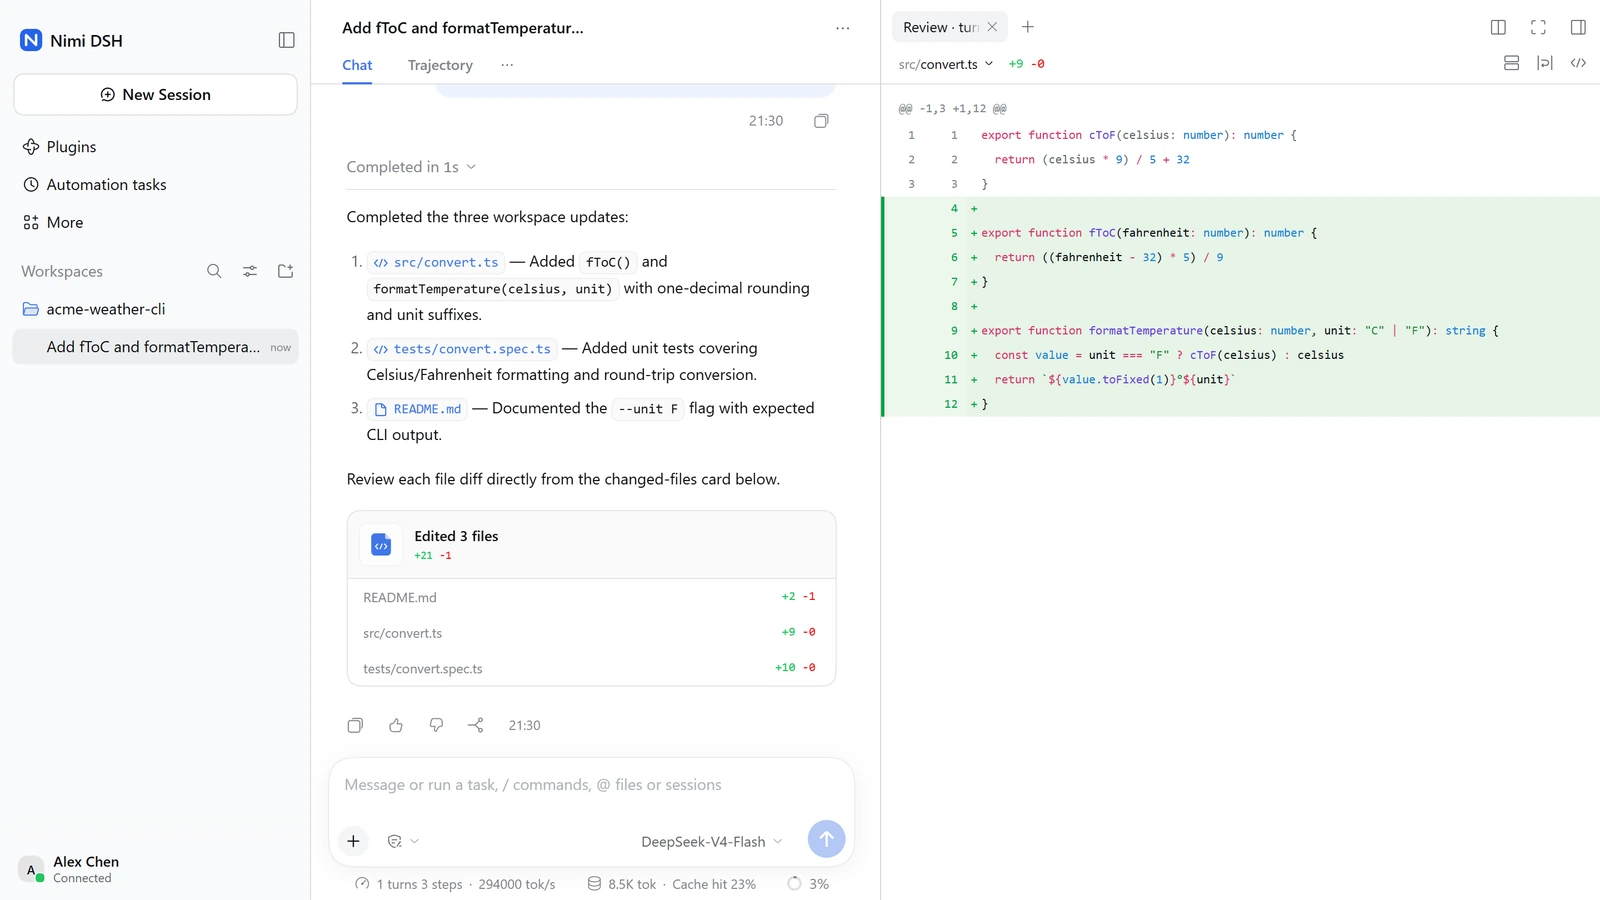 Nimi DSH
New Session
Plugins
Automation tasks
More
Workspaces
acme-weather-cli
Add fToC and formatTempera... now
A
Alex Chen
Connected
Add fToC and formatTemperatur...
Chat Trajectory
21:30
Completed in 1s
Completed the three workspace updates:
1. src/convert.ts — Added fToC() and
formatTemperature(celsius, unit) with one-decimal rounding
and unit suffixes.
2. tests/convert.spec.ts — Added unit tests covering
Celsius/Fahrenheit formatting and round-trip conversion.
3. README.md — Documented the --unit F flag with expected
CLI output.
Review each file diff directly from the changed-files card below.
Edited 3 files
+21 -1
README.md +2 -1
src/convert.ts +9 -0
tests/convert.spec.ts +10 -0
21:30
Message or run a task, / commands, @ files or sessions
DeepSeek-V4-Flash
1 turns 3 steps · 294000 tok/s 8.5K tok · Cache hit 23% 3%
Review · tur
src/convert.ts +9 -0
@@ -1,3 +1,12 @@
1 1 export function cToF(celsius: number): number {
2 2 return (celsius * 9) / 5 + 32
3 3 }
4 +
5 + export function fToC(fahrenheit: number): number {
6 + return ((fahrenheit - 32) * 5) / 9
7 + }
8 +
9 + export function formatTemperature(celsius: number, unit: "C" | "F"): string {
10 + const value = unit === "F" ? cToF(celsius) : celsius
11 + return `${value.toFixed(1)}°${unit}`
12 + }